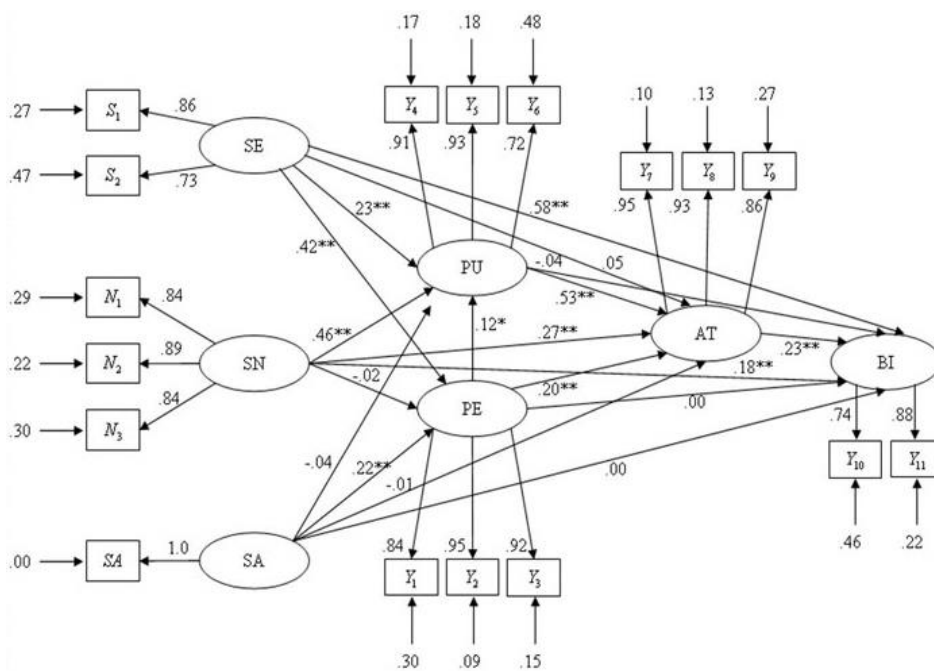 .17 .18 .48
.27 S₁ .86
Y₄ Y₅ Y₆
.10 .13 .27
SE
.91 .93 .72
.47 S₂ .73
Y₇ Y₈ Y₉
.23** .58**
.95 .93 .86
.42**
PU -.04 .05
.29 N₁ .84
.53**
.46** .12* .27** AT
.22 N₂ .89 SN
.23** BI
-.02 .18**
.20**
.84 PE .00
.30 N₃
.74 .88
-.04 .22** -.01 .00
Y₁₀ Y₁₁
.00 SA 1.0 SA
.84 .95 .92
.46 .22
Y₁ Y₂ Y₃
.30 .09 .15